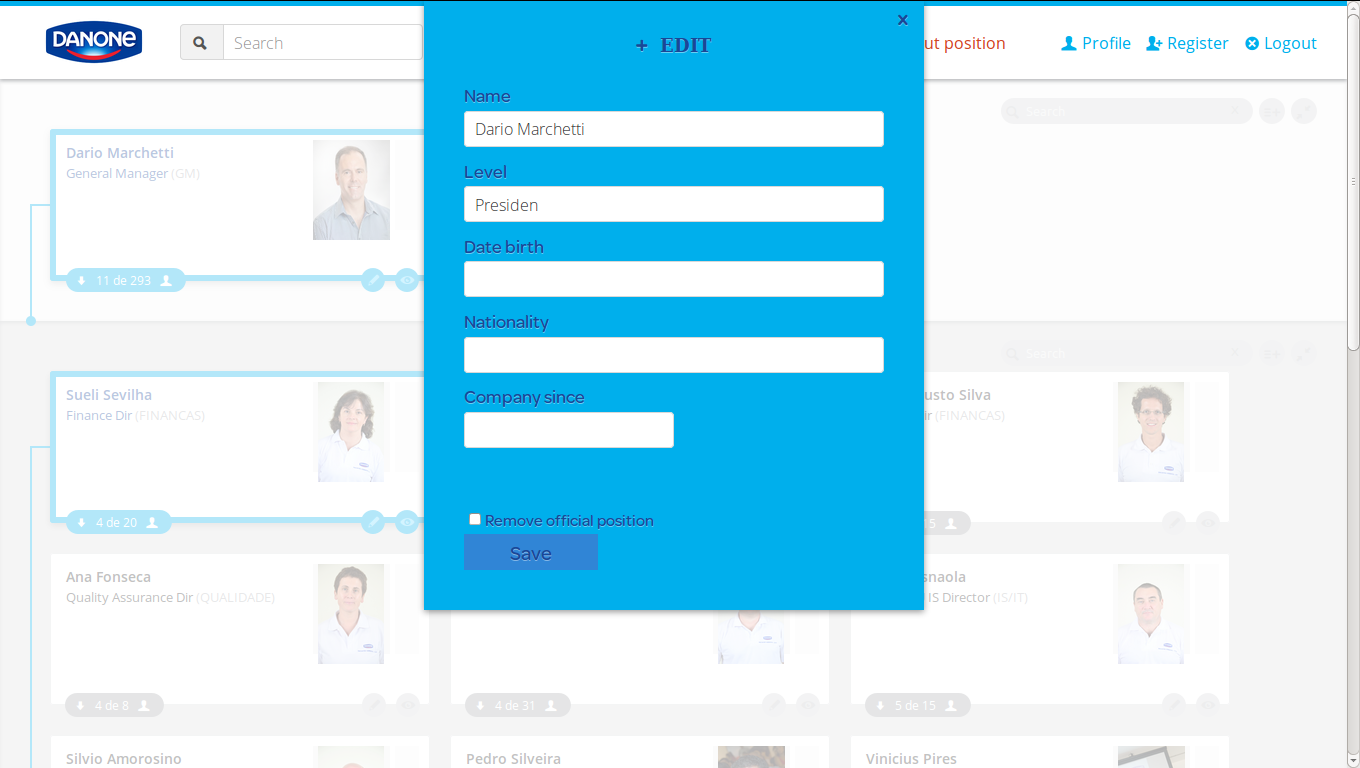 x
DANONE
Search
+ EDIT
ut position
Profile
Register
Logout
Name
Dario Marchetti
Level
Presiden
Date birth
Nationality
Company since
Remove official position
Save
Search x
Dario Marchetti
General Manager (GM)
11 de 293
Search
Sueli Sevilha
Finance Dir (FINANCAS)
4 de 20
usto Silva
ir (FINANCAS)
5
Ana Fonseca
Quality Assurance Dir (QUALIDADE)
4 de 8
4 de 31
snaola
IS Director (IS/IT)
5 de 15
Silvio Amorosino
Pedro Silveira
Vinicius Pires